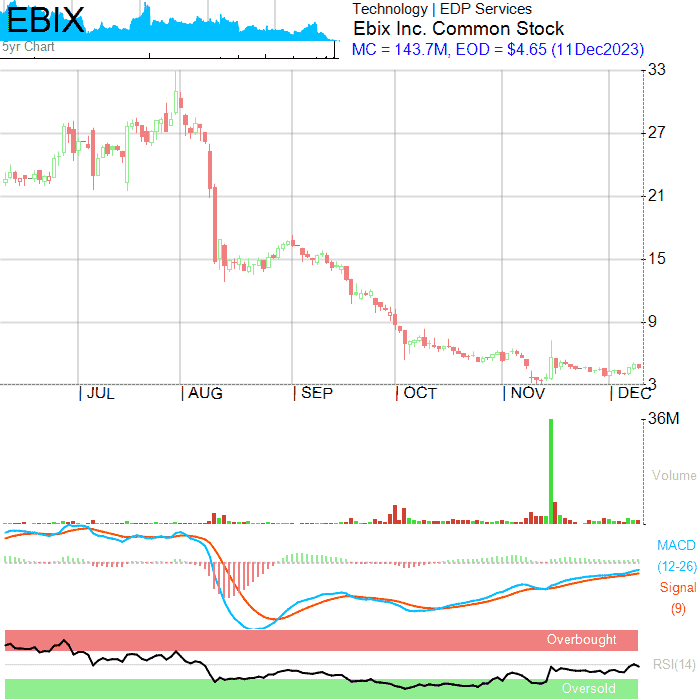 EBIX
5yr Chart
Technology | EDP Services
Ebix Inc. Common Stock
MC = 143.7M, EOD = $4.65 (11Dec2023)
33
27
21
15
9
3
JUL
AUG
SEP
OCT
NOV
DEC
36M
Volume
MACD
(12-26)
Signal
(9)
Overbought
RSI(14)
Oversold